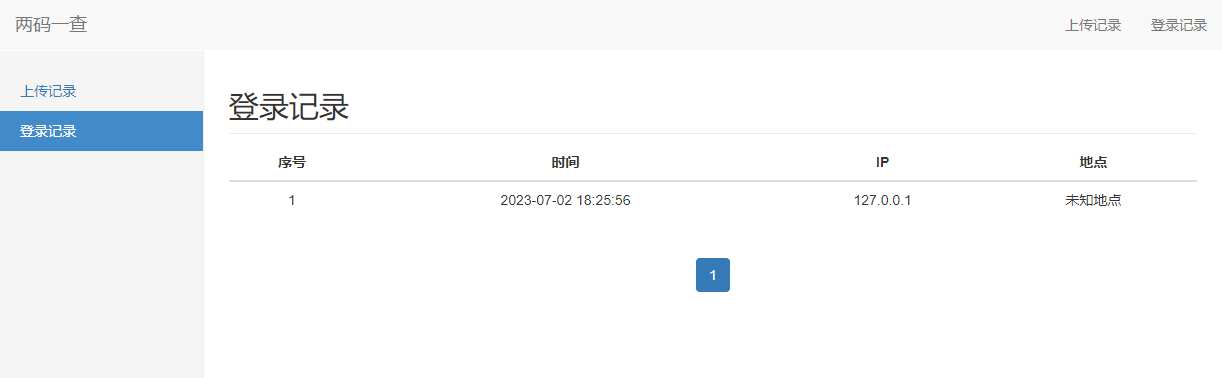 两码一查 上传记录 登录记录
上传记录
登录记录
登录记录
序号 时间 IP 地点
1 2023-07-02 18:25:56 127.0.0.1 未知地点
1